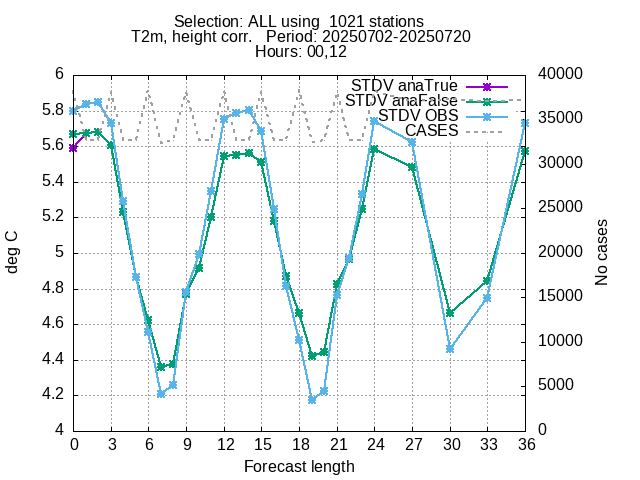 Selection: ALL using  1021 stations
T2m, height corr.   Period: 20250702-20250720
Hours: 00,12
STDV anaTrue
STDV anaFalse
STDV OBS
CASES
deg C
No cases
6
5.8
5.6
5.4
5.2
5
4.8
4.6
4.4
4.2
4
40000
35000
30000
25000
20000
15000
10000
5000
0
0 3 6 9 12 15 18 21 24 27 30 33 36
Forecast length